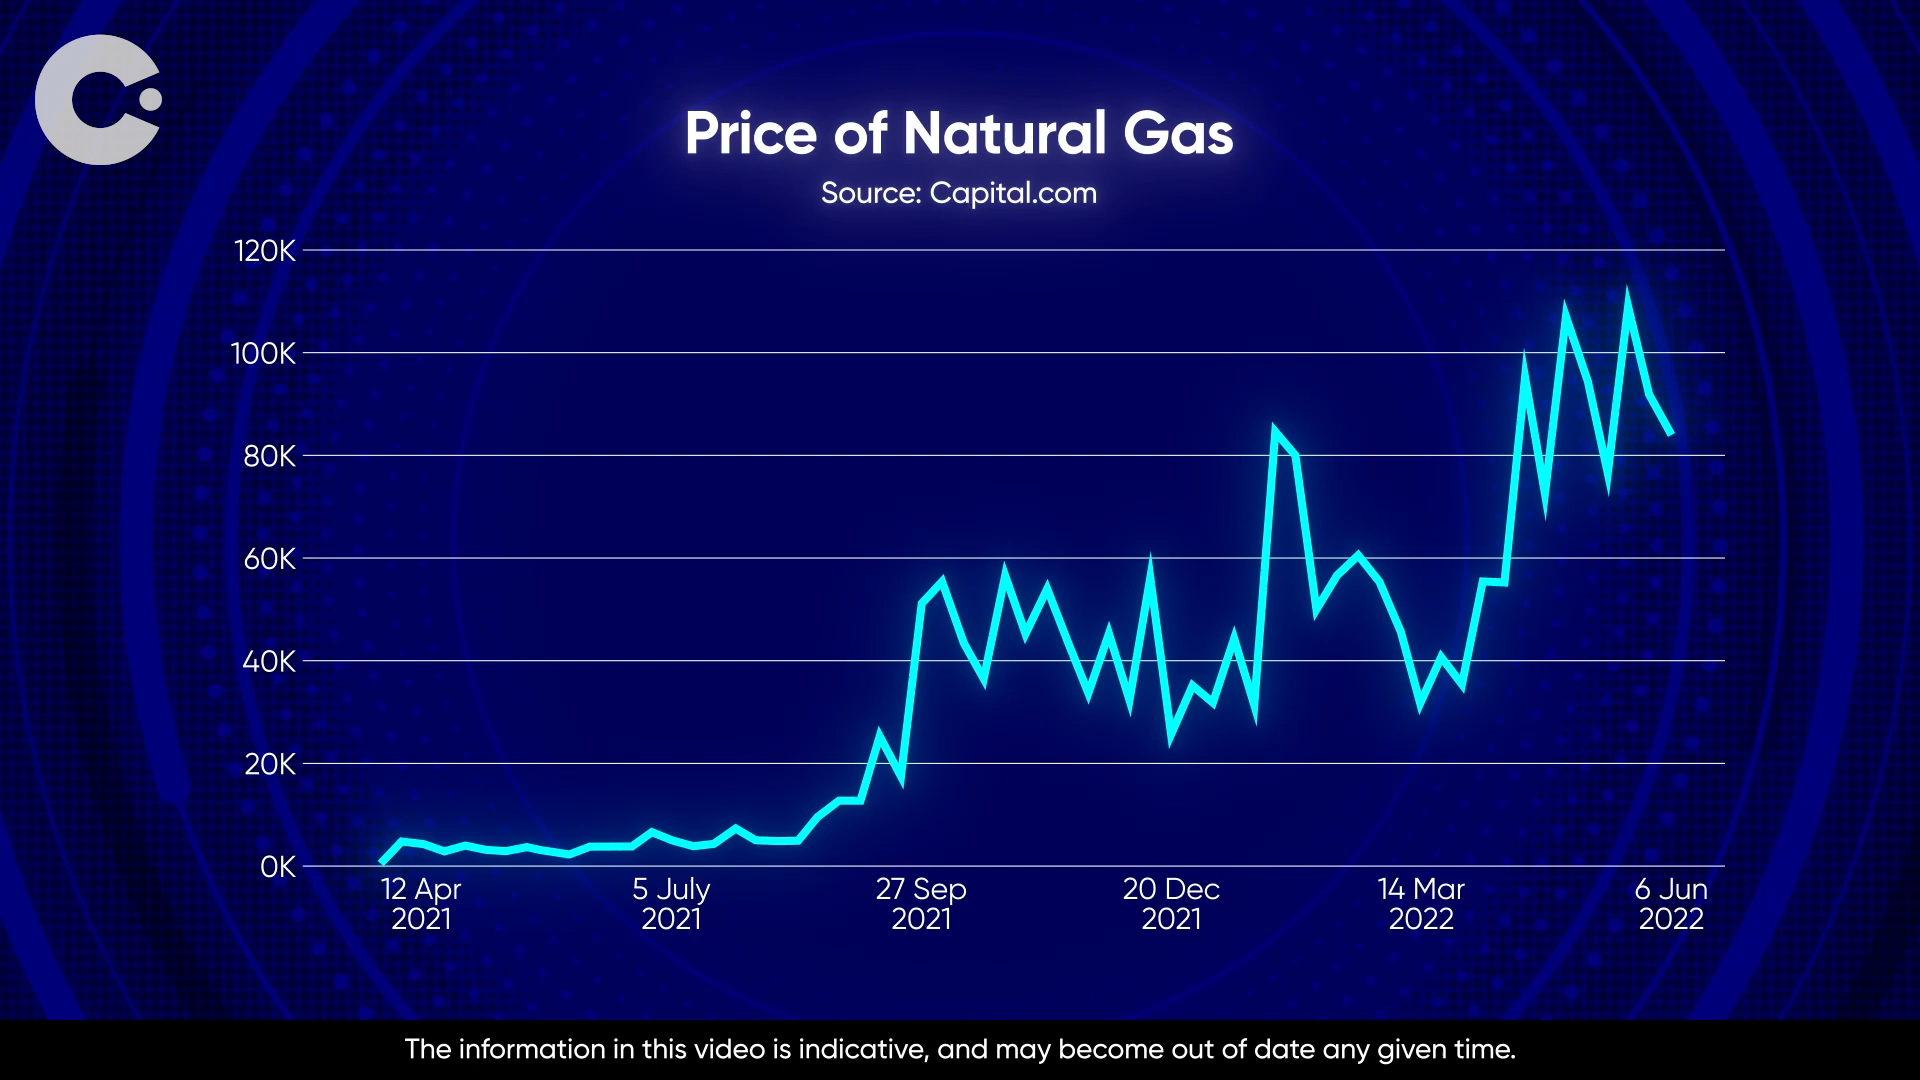 Price of Natural Gas
Source: Capital.com
120K
100K
80K
60K
40K
20K
0K
12 Apr 2021
5 July 2021
27 Sep 2021
20 Dec 2021
14 Mar 2022
6 Jun 2022
The information in this video is indicative, and may become out of date any given time.